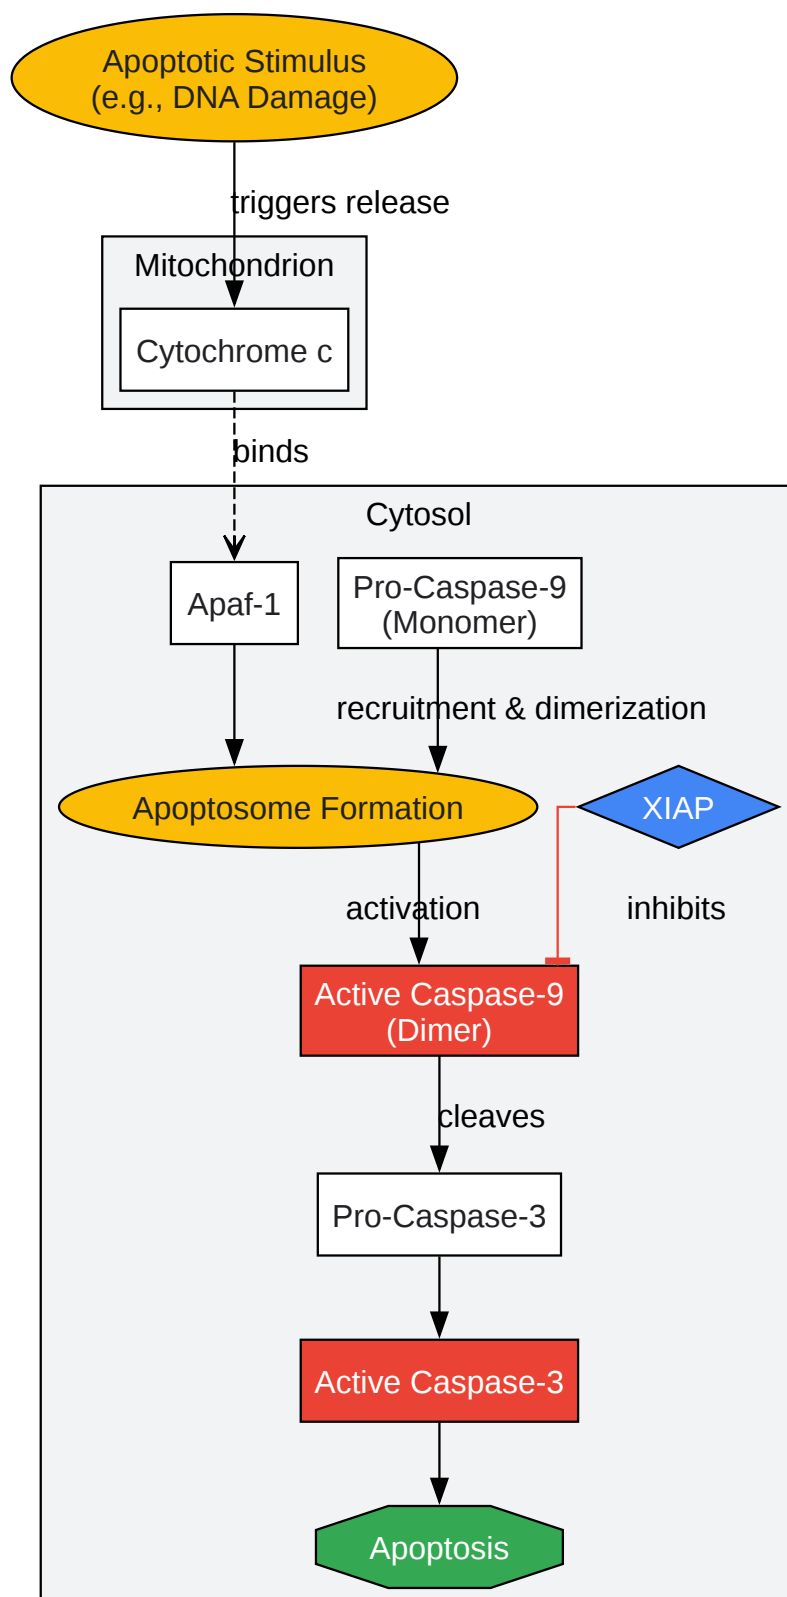 Apoptotic Stimulus
(e.g., DNA Damage)
triggers release
Mitochondrion
Cytochrome c
binds
Cytosol
Apaf-1
Pro-Caspase-9
(Monomer)
recruitment & dimerization
Apoptosome Formation
XIAP
activation
inhibits
Active Caspase-9
(Dimer)
cleaves
Pro-Caspase-3
Active Caspase-3
Apoptosis